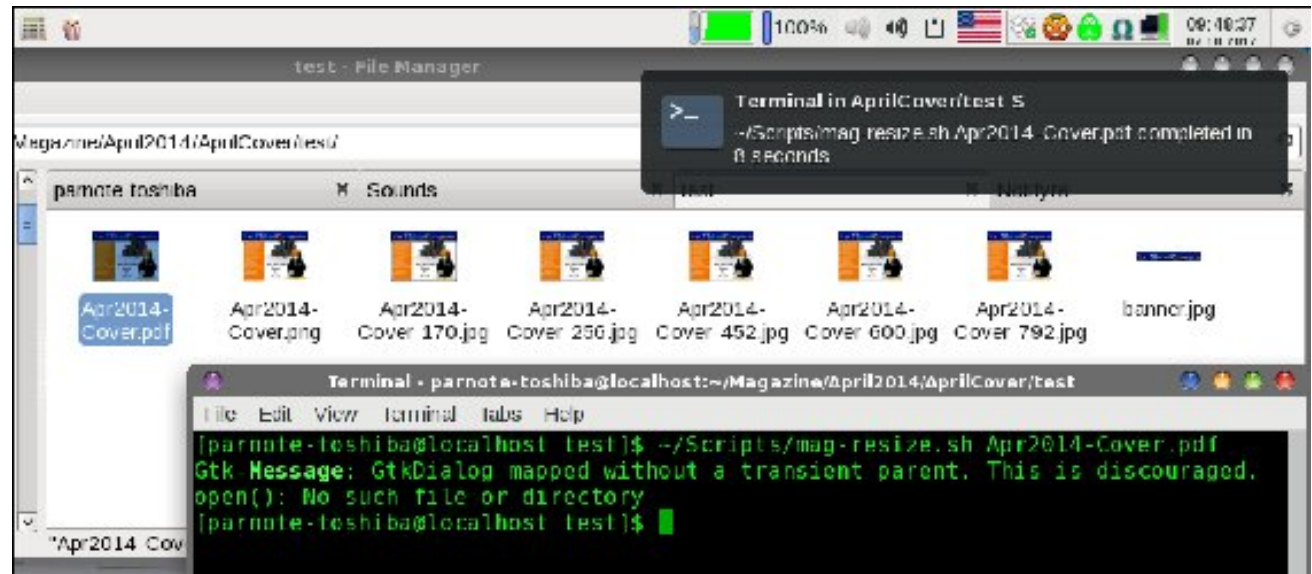 100%
09:48:37
test - File Manager
Terminal in AprilCover/test S
~/Scripts/mag-resize.sh Apr2014-Cover.pdf completed in
8 seconds
Magazine/April2014/AprilCover/test/
parnote-toshiba
Sounds
test
Apr2014-
Cover.pdf
Apr2014-
Cover.png
Apr2014-
Cover-170.jpg
Apr2014-
Cover-256.jpg
Apr2014-
Cover-452.jpg
Apr2014-
Cover-600.jpg
Apr2014-
Cover-792.jpg
banner.jpg
Terminal - parnote-toshiba@localhost:~/Magazine/April2014/AprilCover/test
File Edit View Terminal Tabs Help
[parnote-toshiba@localhost test]$ ~/Scripts/mag-resize.sh Apr2014-Cover.pdf
Gtk-Message: GtkDialog mapped without a transient parent. This is discouraged.
open(): No such file or directory
[parnote-toshiba@localhost test]$
"Apr2014-Cov